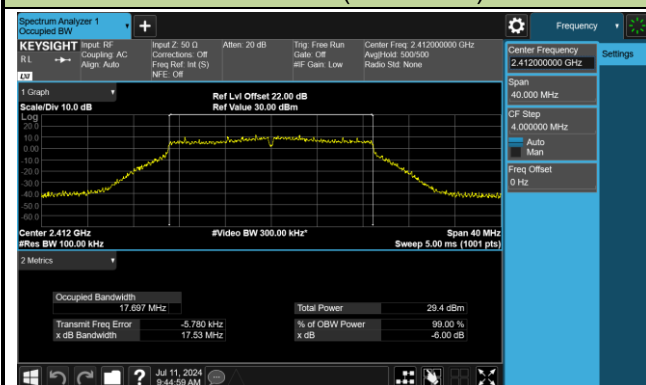 Spectrum Analyzer 1
Occupied BW
Frequency
KEYSIGHT
R L
Input: RF
Coupling: AC
Align: Auto
Input Z: 50 Ω
Corrections: Off
Freq Ref: Int (S)
NFE: Off
Atten: 20 dB
Trig: Free Run
Gate: Off
#IF Gain: Low
Center Freq: 2.412000000 GHz
Avg|Hold: 500/500
Radio Std: None
Center Frequency
2.412000000 GHz
Settings
Span
40.000 MHz
CF Step
4.000000 MHz
Auto
Man
Freq Offset
0 Hz
1 Graph
Scale/Div 10.0 dB
Ref Lvl Offset 22.00 dB
Ref Value 30.00 dBm
Log
20.0
10.0
0.00
-10.0
-20.0
-30.0
-40.0
-50.0
-60.0
Center 2.412 GHz
#Res BW 100.00 kHz
#Video BW 300.00 kHz*
Span 40 MHz
Sweep 5.00 ms (1001 pts)
2 Metrics
Occupied Bandwidth
17.697 MHz
Total Power 29.4 dBm
Transmit Freq Error -5.780 kHz
% of OBW Power 99.00 %
x dB Bandwidth 17.53 MHz
x dB -6.00 dB
?
Jul 11, 2024
9:44:59 AM